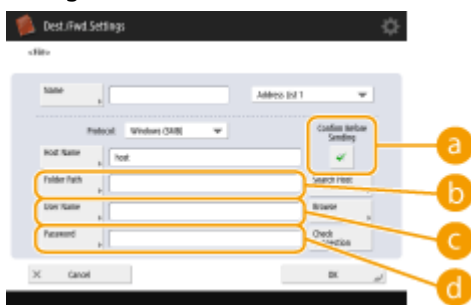 Dest./Fwd.Settings
<File>
Name
Address List 1
Protocol: Windows (SMB)
Confirm Before
Sending
Host Name
host
a
Folder Path
Search Host
b
User Name
Browse
c
Password
Check
d
Cancel
OK